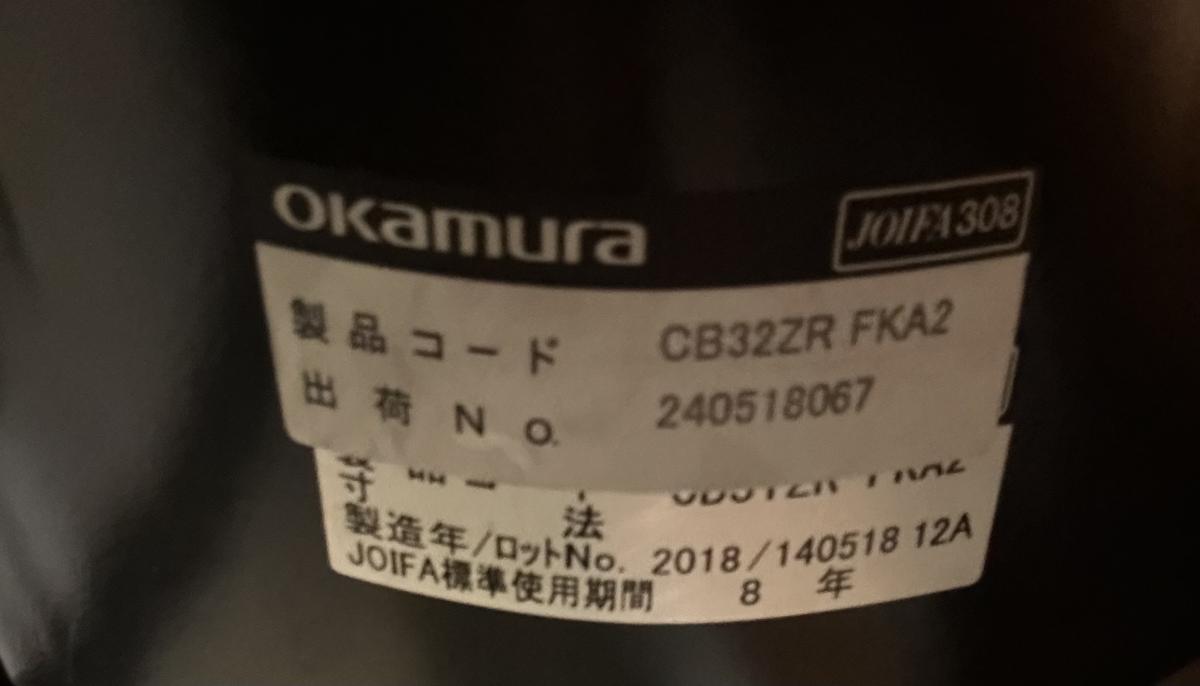 okamura
JOIFA308
製品コード CB32ZR FKA2
出荷No. 240518067
寸 法
製造年/ロットNo. 2018/140518 12A
JOIFA標準使用期間 8 年